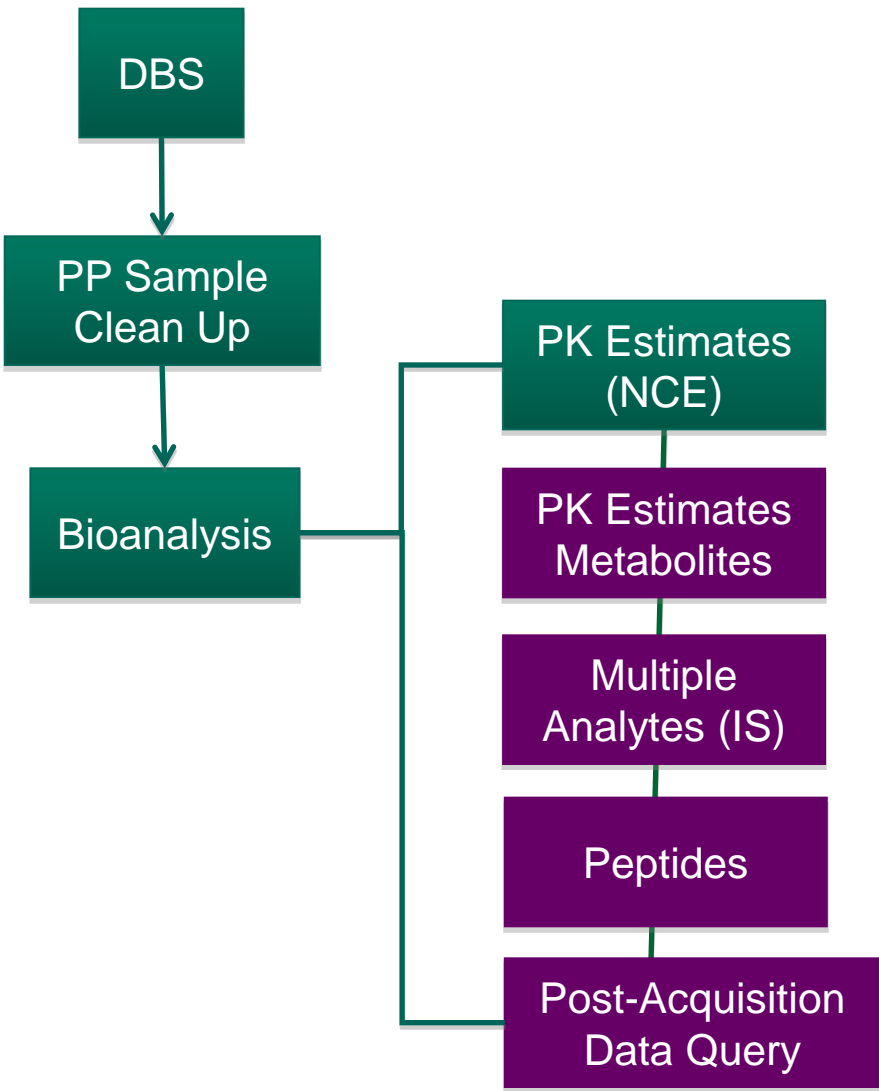 DBS
PP Sample
Clean Up
Bioanalysis
PK Estimates
(NCE)
PK Estimates
Metabolites
Multiple
Analytes (IS)
Peptides
Post-Acquisition
Data Query